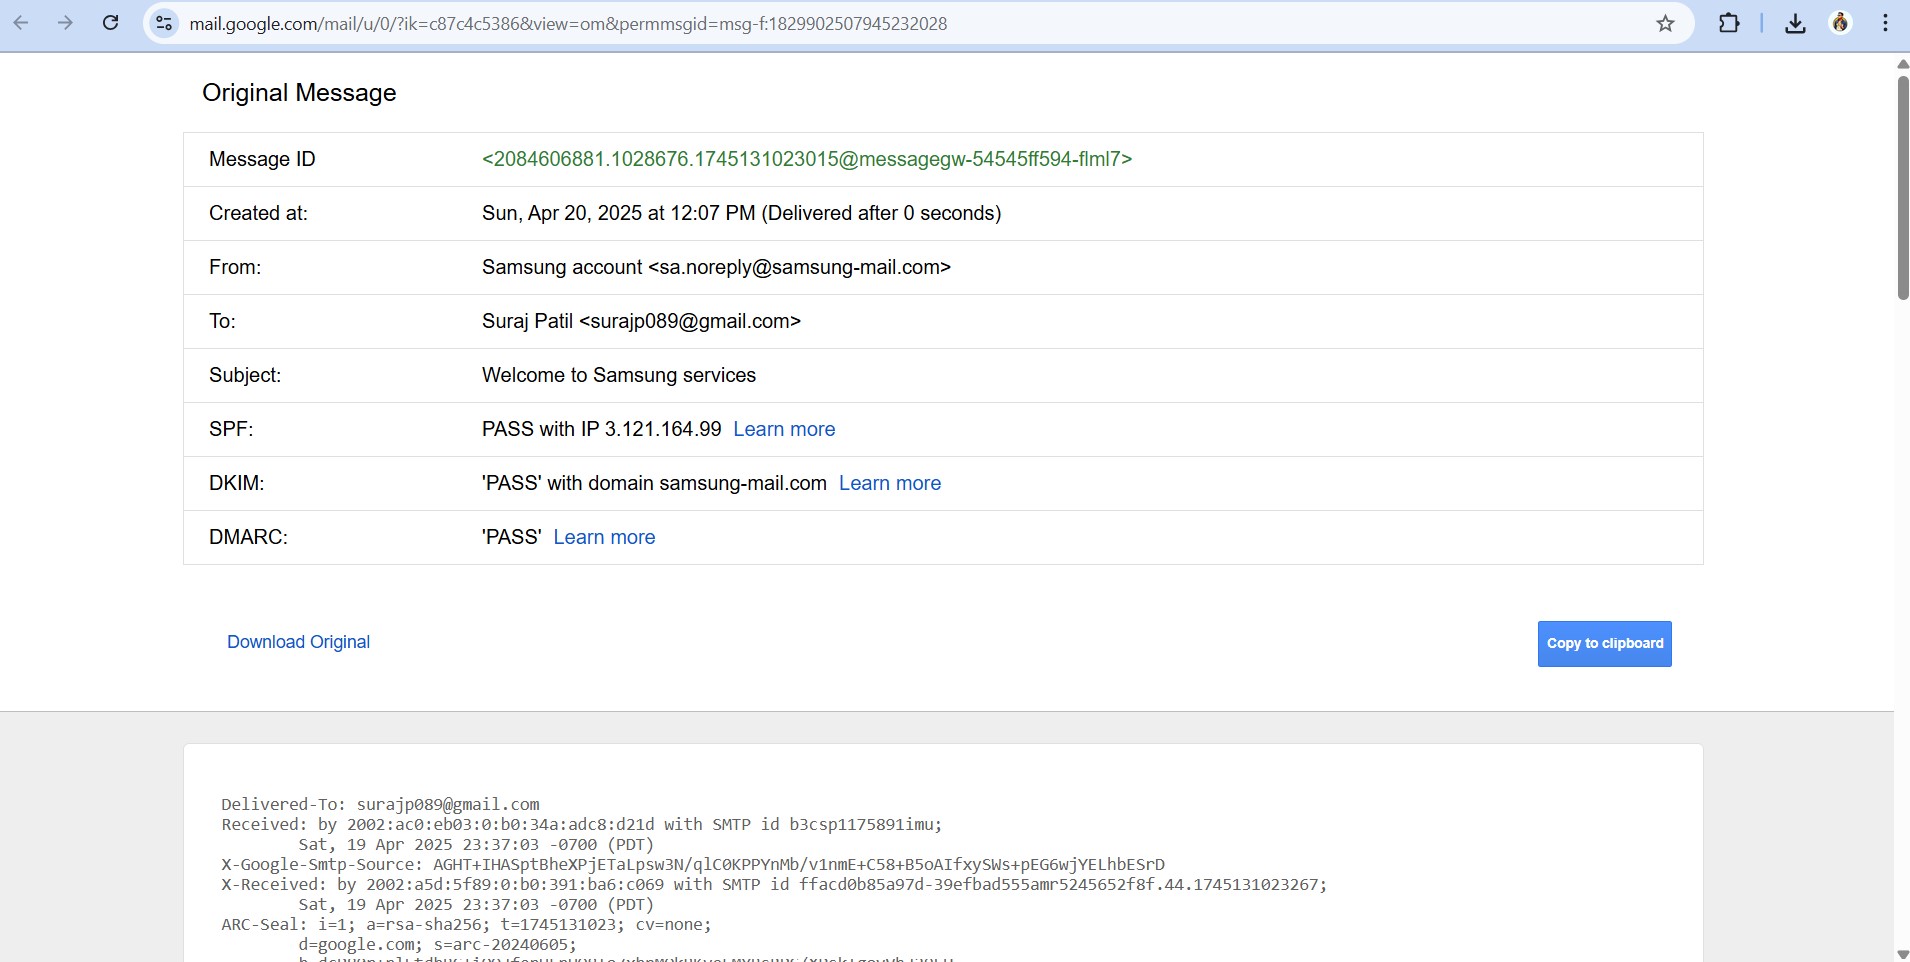 mail.google.com/mail/u/0/?ik=c87c4c5386&view=om&permmsgid=msg-f:1829902507945232028
Original Message
Message ID <2084606881.1028676.1745131023015@messagegw-54545ff594-flml7>
Created at: Sun, Apr 20, 2025 at 12:07 PM (Delivered after 0 seconds)
From: Samsung account <sa.noreply@samsung-mail.com>
To: Suraj Patil <surajp089@gmail.com>
Subject: Welcome to Samsung services
SPF: PASS with IP 3.121.164.99 Learn more
DKIM: 'PASS' with domain samsung-mail.com Learn more
DMARC: 'PASS' Learn more
Download Original Copy to clipboard
Delivered-To: surajp089@gmail.com
Received: by 2002:ac0:eb03:0:b0:34a:adc8:d21d with SMTP id b3csp1175891imu;
Sat, 19 Apr 2025 23:37:03 -0700 (PDT)
X-Google-Smtp-Source: AGHT+IHASptBheXPjETaLpsw3N/qlC0KPPYnMb/v1nmE+C58+B5oAIfxySWs+pEG6wjYELhbESrD
X-Received: by 2002:a5d:5f89:0:b0:391:ba6:c069 with SMTP id ffacd0b85a97d-39efbad555amr5245652f8f.44.1745131023267;
Sat, 19 Apr 2025 23:37:03 -0700 (PDT)
ARC-Seal: i=1; a=rsa-sha256; t=1745131023; cv=none;
d=google.com; s=arc-20240605;